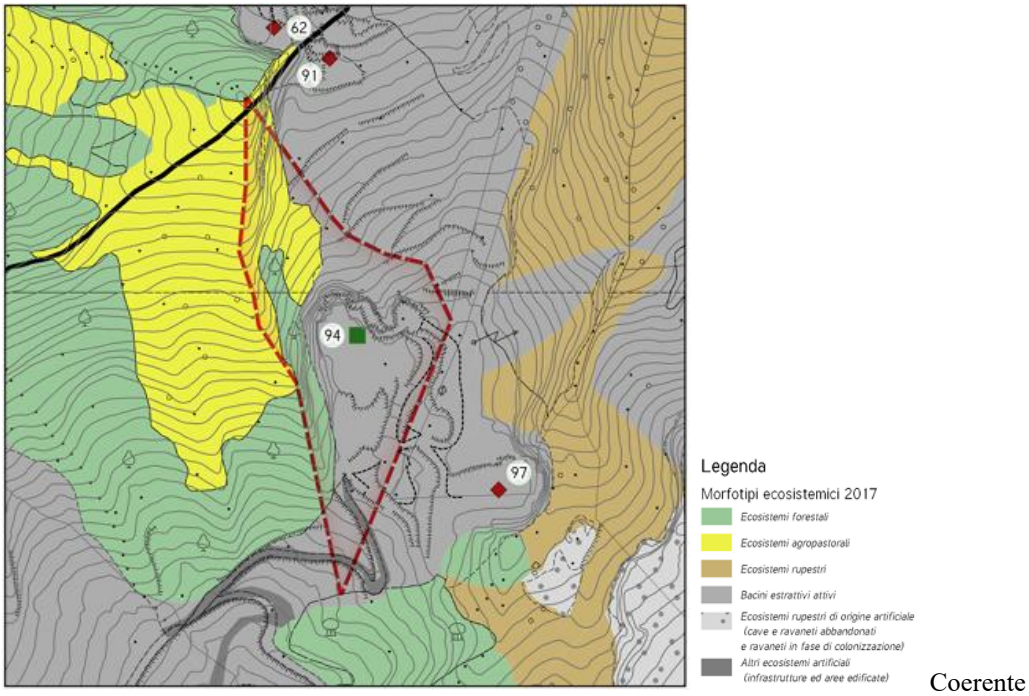 62
91
94
97
Legenda
Morfotipi ecosistemici 2017
Ecosistemi forestali
Ecosistemi agropastorali
Ecosistemi rupestri
Bacini estrattivi attivi
Ecosistemi rupestri di origine artificiale
(cave e ravaneti abbandonati
e ravaneti in fase di colonizzazione)
Altri ecosistemi artificiali
(infrastrutture ed aree edificate)
Coerente